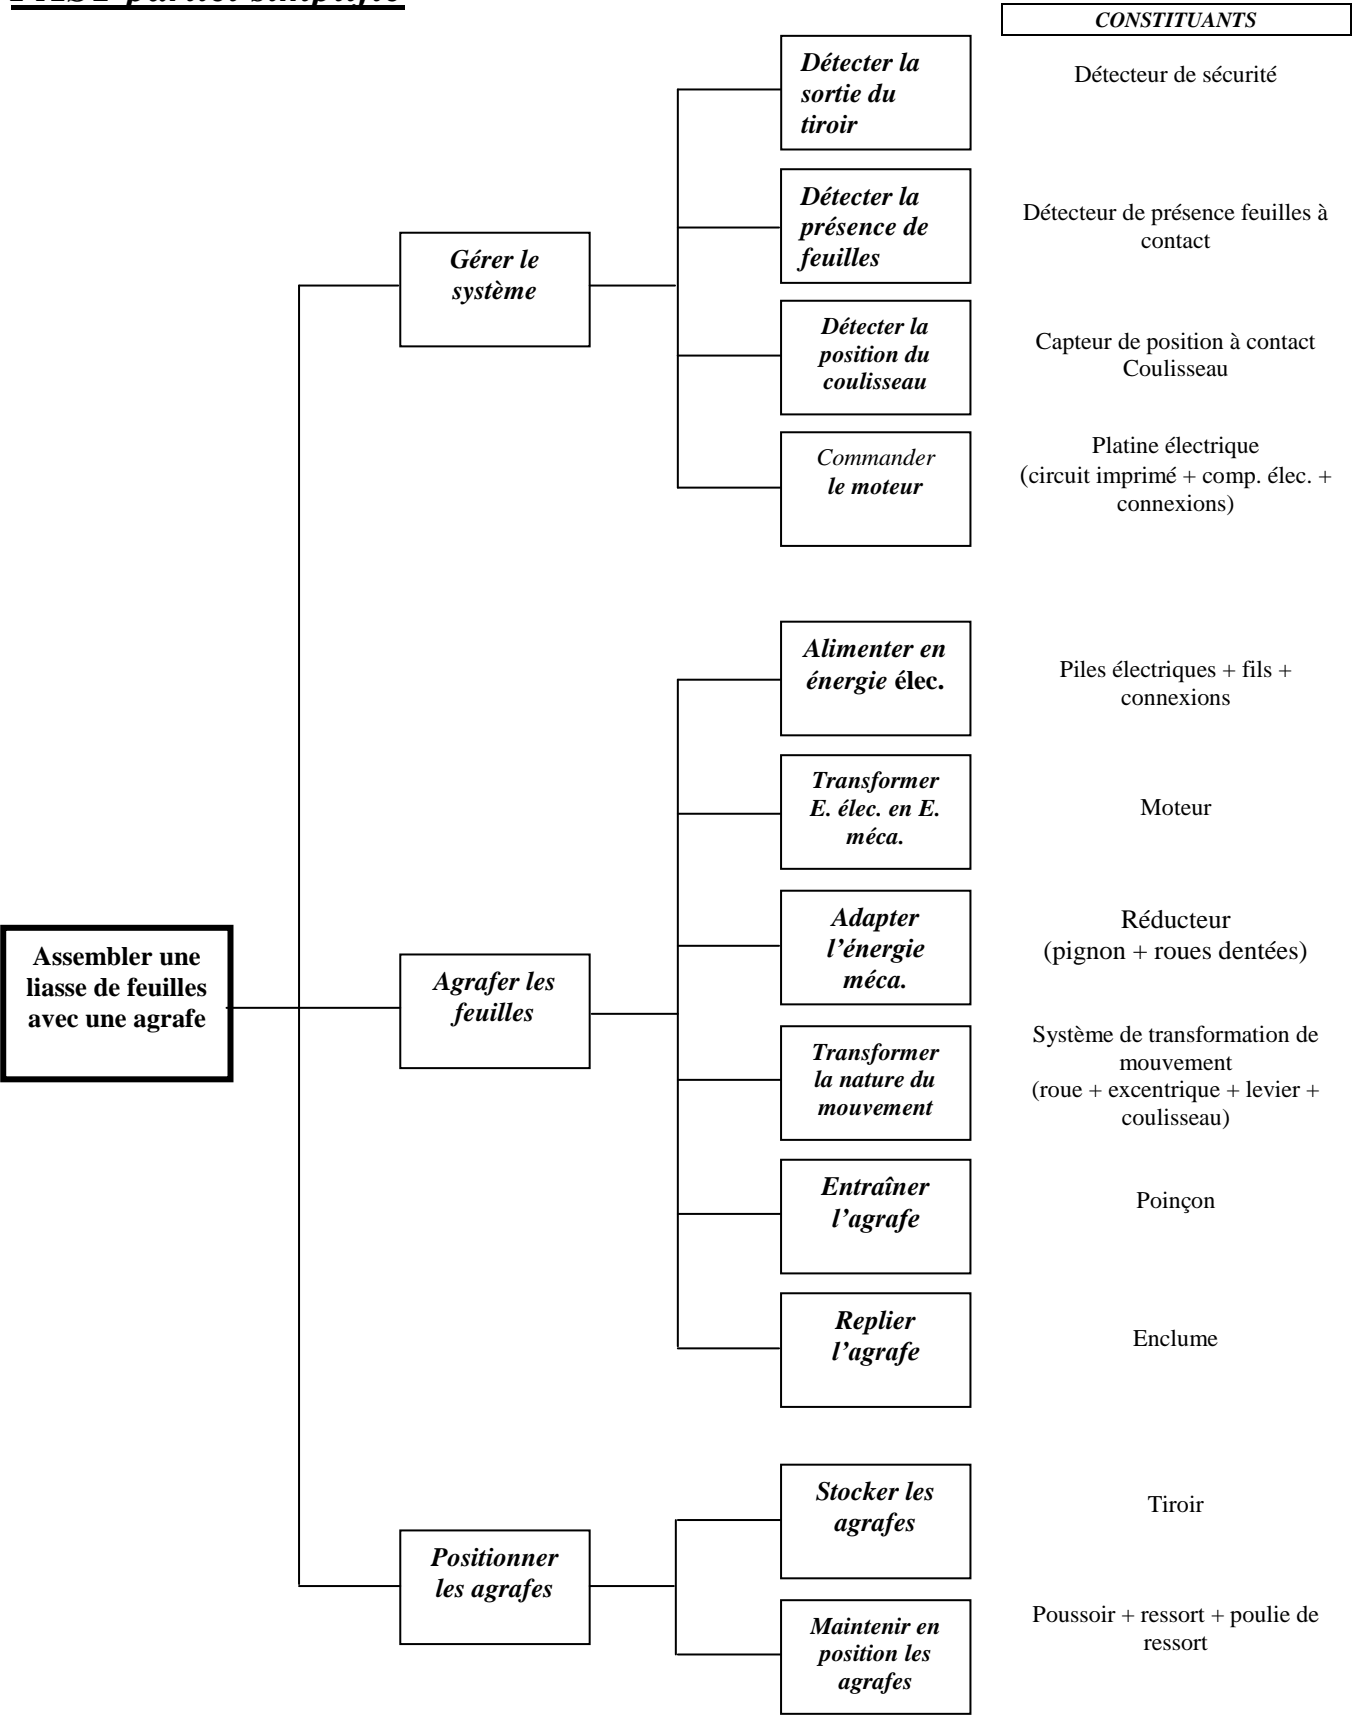 partiel simplifié
CONSTITUANTS
Détecter la
sortie du
tiroir
Détecteur de sécurité
Détecter la
présence de
feuilles
Détecteur de présence feuilles à
contact
Gérer le
système
Détecter la
position du
coulisseau
Capteur de position à contact
Coulisseau
Commander
le moteur
Platine électrique
(circuit imprimé + comp. élec. +
connexions)
Alimenter en
énergie élec.
Piles électriques + fils +
connexions
Transformer
E. élec. en E.
méca.
Moteur
Adapter
l’énergie
méca.
Réducteur
(pignon + roues dentées)
Assembler une
liasse de feuilles
avec une agrafe
Agrafer les
feuilles
Transformer
la nature du
mouvement
Système de transformation de
mouvement
(roue + excentrique + levier +
coulisseau)
Entraîner
l’agrafe
Poinçon
Replier
l’agrafe
Enclume
Stocker les
agrafes
Tiroir
Positionner
les agrafes
Maintenir en
position les
agrafes
Poussoir + ressort + poulie de
ressort